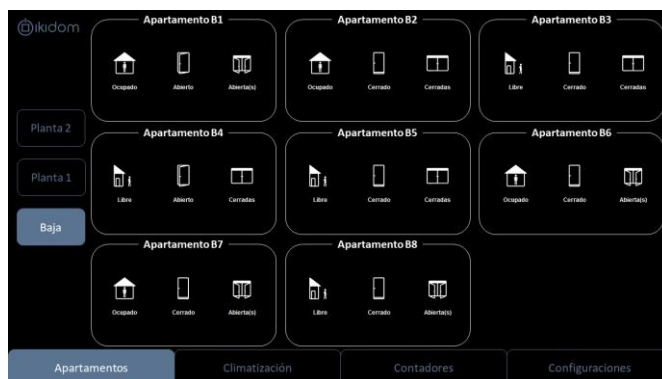 ikidom
Apartamento B1
Ocupado Abierto Abierta(s)
Apartamento B2
Ocupado Cerrado Cerradas
Apartamento B3
Libre Cerrado Cerradas
Planta 2
Planta 1
Baja
Apartamento B4
Libre Abierto Cerradas
Apartamento B5
Libre Cerrado Cerradas
Apartamento B6
Ocupado Cerrado Abierta(s)
Apartamento B7
Ocupado Cerrado Abierta(s)
Apartamento B8
Libre Cerrado Abierta(s)
Apartamentos Climatización Contadores Configuraciones